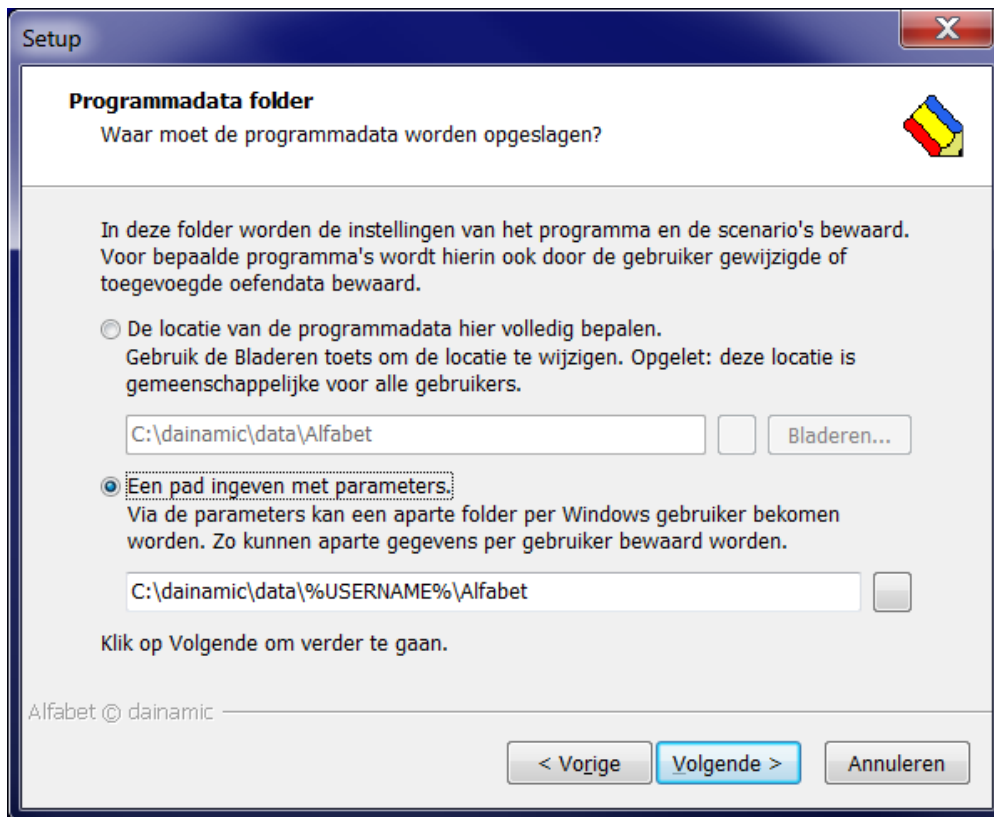 Setup
Programmadata folder
Waar moet de programmadata worden opgeslagen?
In deze folder worden de instellingen van het programma en de scenario's bewaard.
Voor bepaalde programma's wordt hierin ook door de gebruiker gewijzigde of
toegevoegde oefendata bewaard.
De locatie van de programmadata hier volledig bepalen.
Gebruik de Bladeren toets om de locatie te wijzigen. Opgelet: deze locatie is
gemeenschappelijke voor alle gebruikers.
C:\dainamic\data\Alfabet
Bladeren...
Een pad ingeven met parameters.
Via de parameters kan een aparte folder per Windows gebruiker bekomen
worden. Zo kunnen aparte gegevens per gebruiker bewaard worden.
C:\dainamic\data\%USERNAME%\Alfabet
Klik op Volgende om verder te gaan.
Alfabet © dainamic
< Vorige Volgende > Annuleren